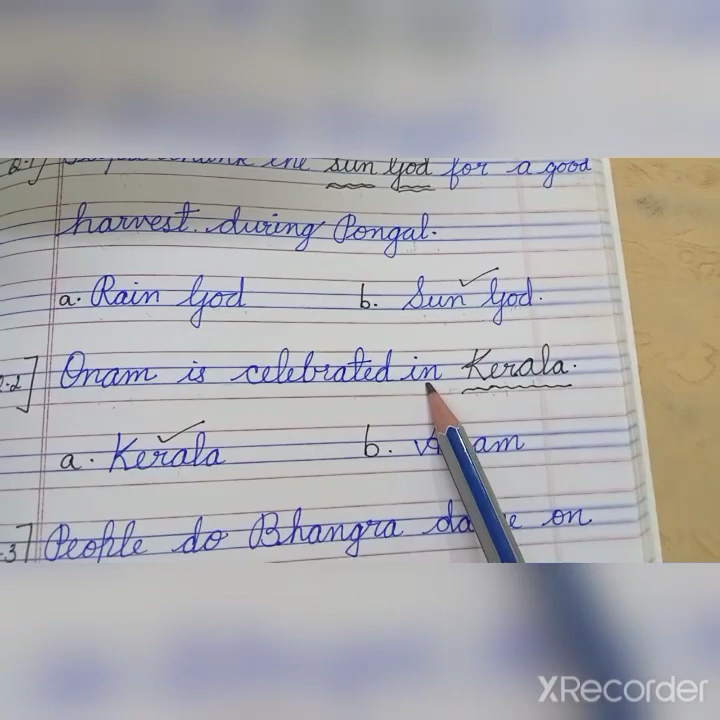 the sun God for a good
harvest. during Pongal.
a. Rain God b. Sun God.
Onam is celebrated in Kerala.
a. Kerala b.
3] People do Bhangra on
XRecorder